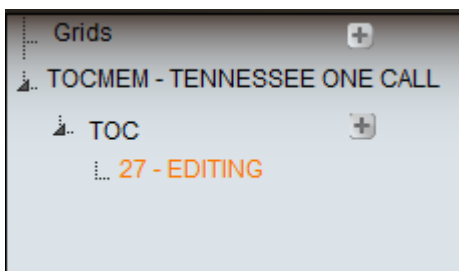 Grids
TOCMEM - TENNESSEE ONE CALL
TOC
27 - EDITING